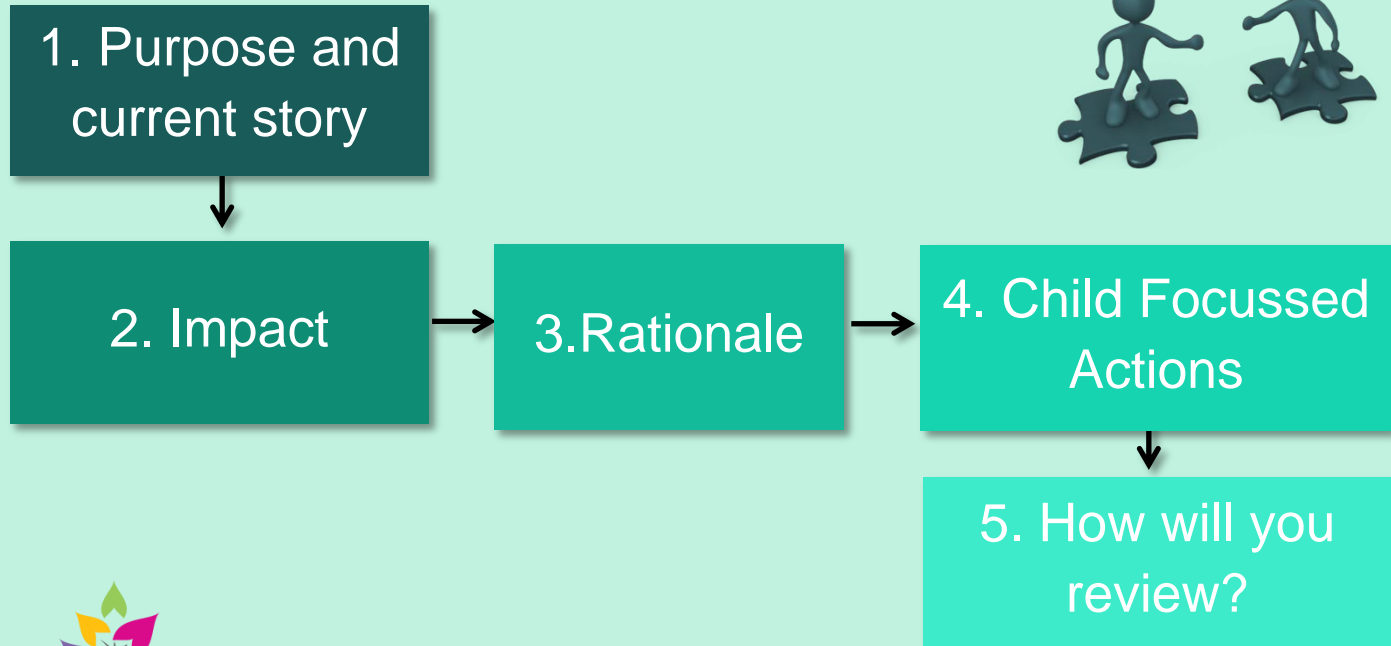 1. Purpose and
current story
2. Impact
3.Rationale
4. Child Focussed
Actions
5. How will you
review?